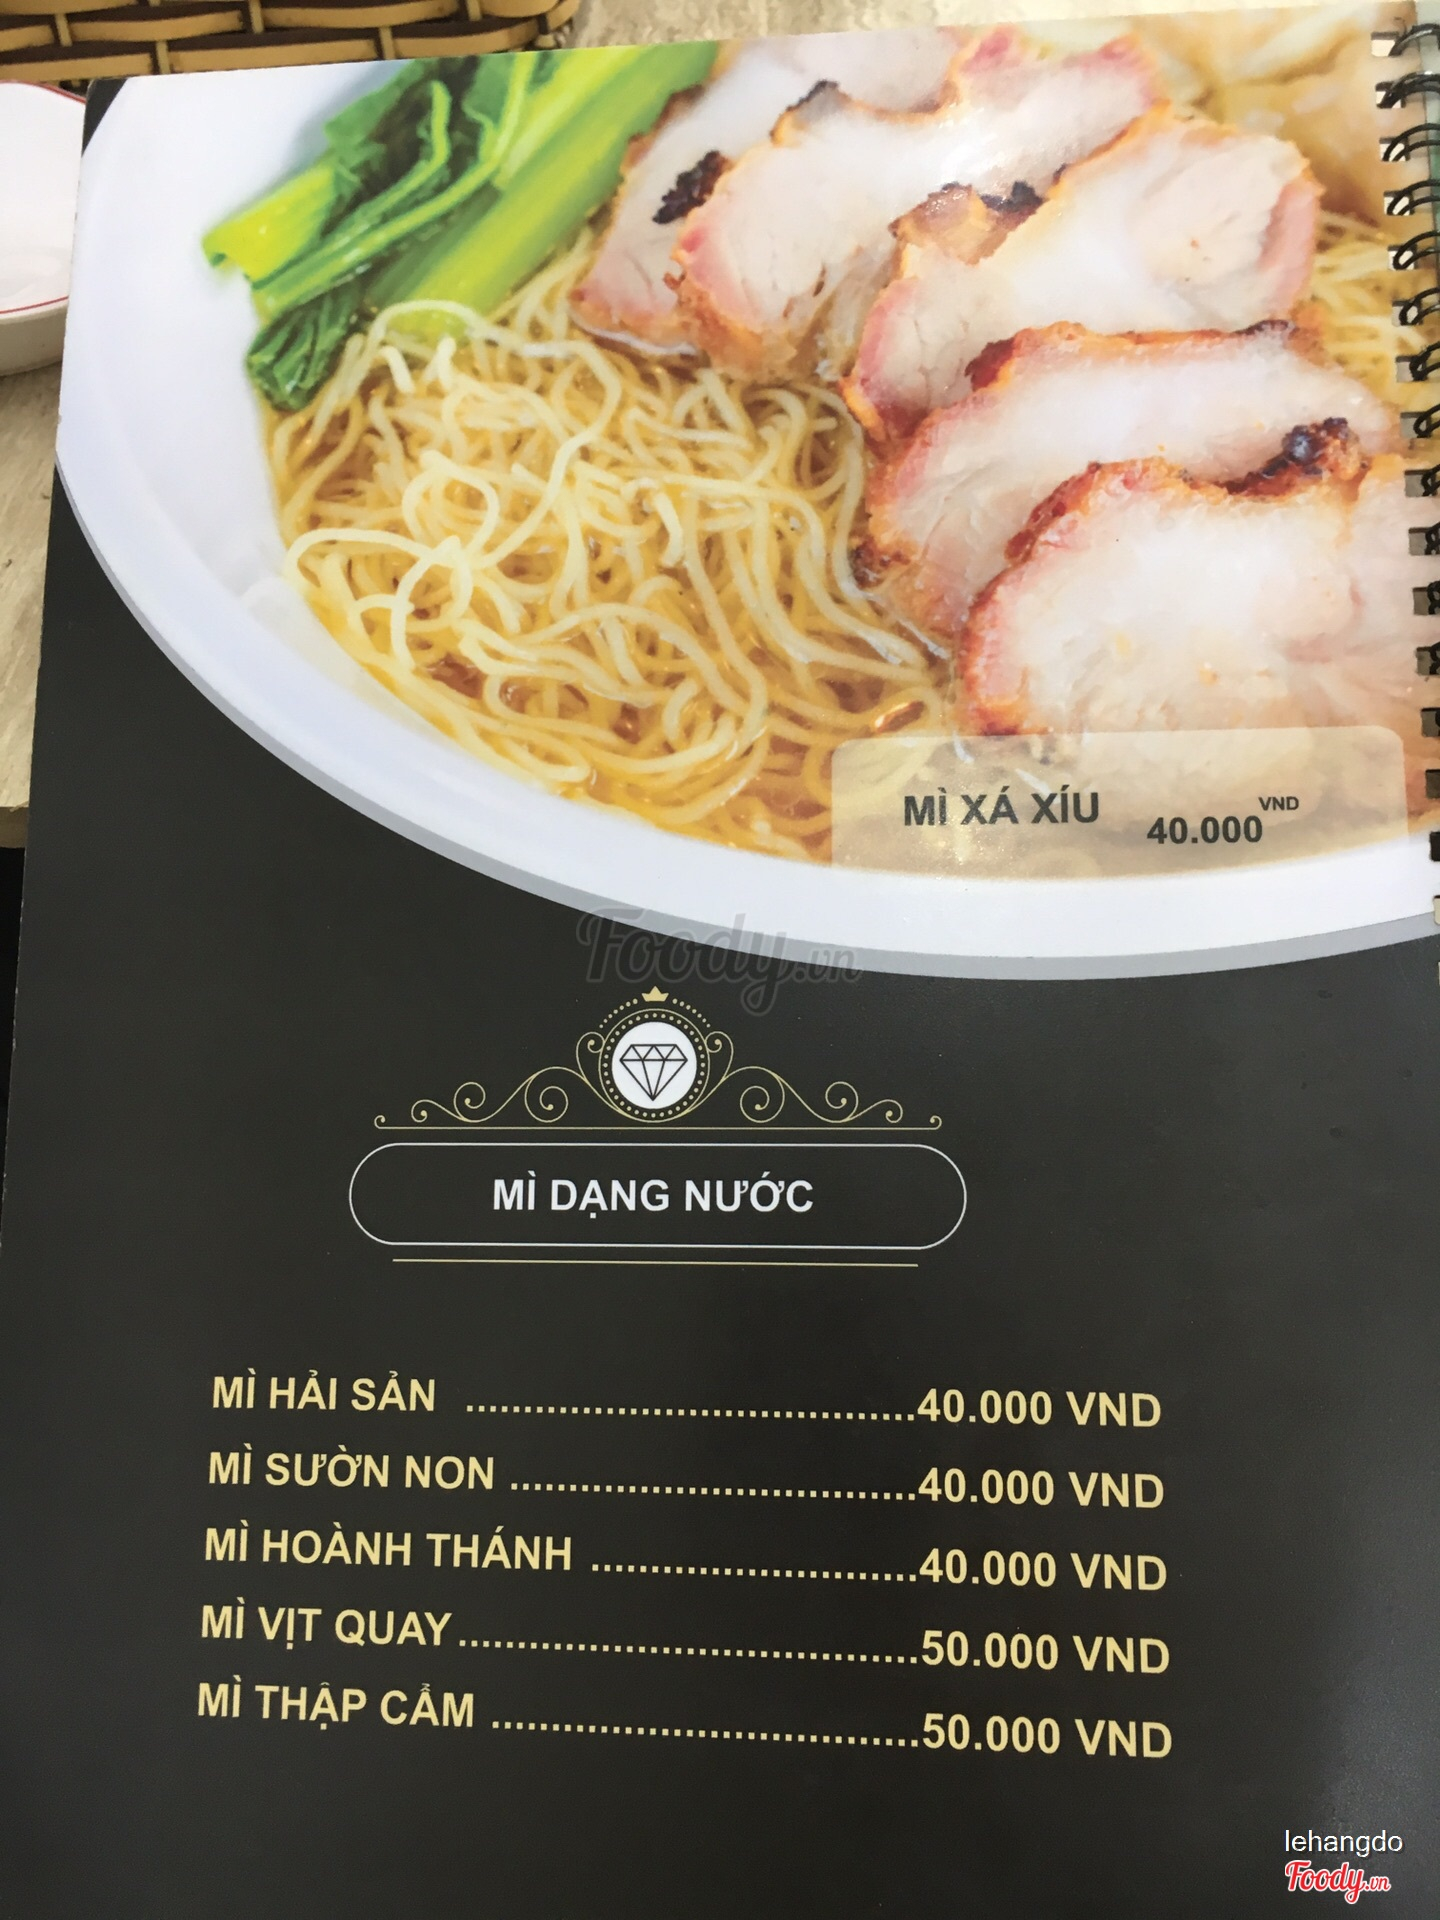 MÌ XÁ XÍU 40.000 VND
Foody.vn
MÌ DẠNG NƯỚC
MÌ HẢI SẢN ......................................40.000 VND
MÌ SƯỜN NON ...................................40.000 VND
MÌ HOÀNH THÁNH ............................40.000 VND
MÌ VỊT QUAY.......................................50.000 VND
MÌ THẬP CẨM ....................................50.000 VND
lehangdo
Foody.vn